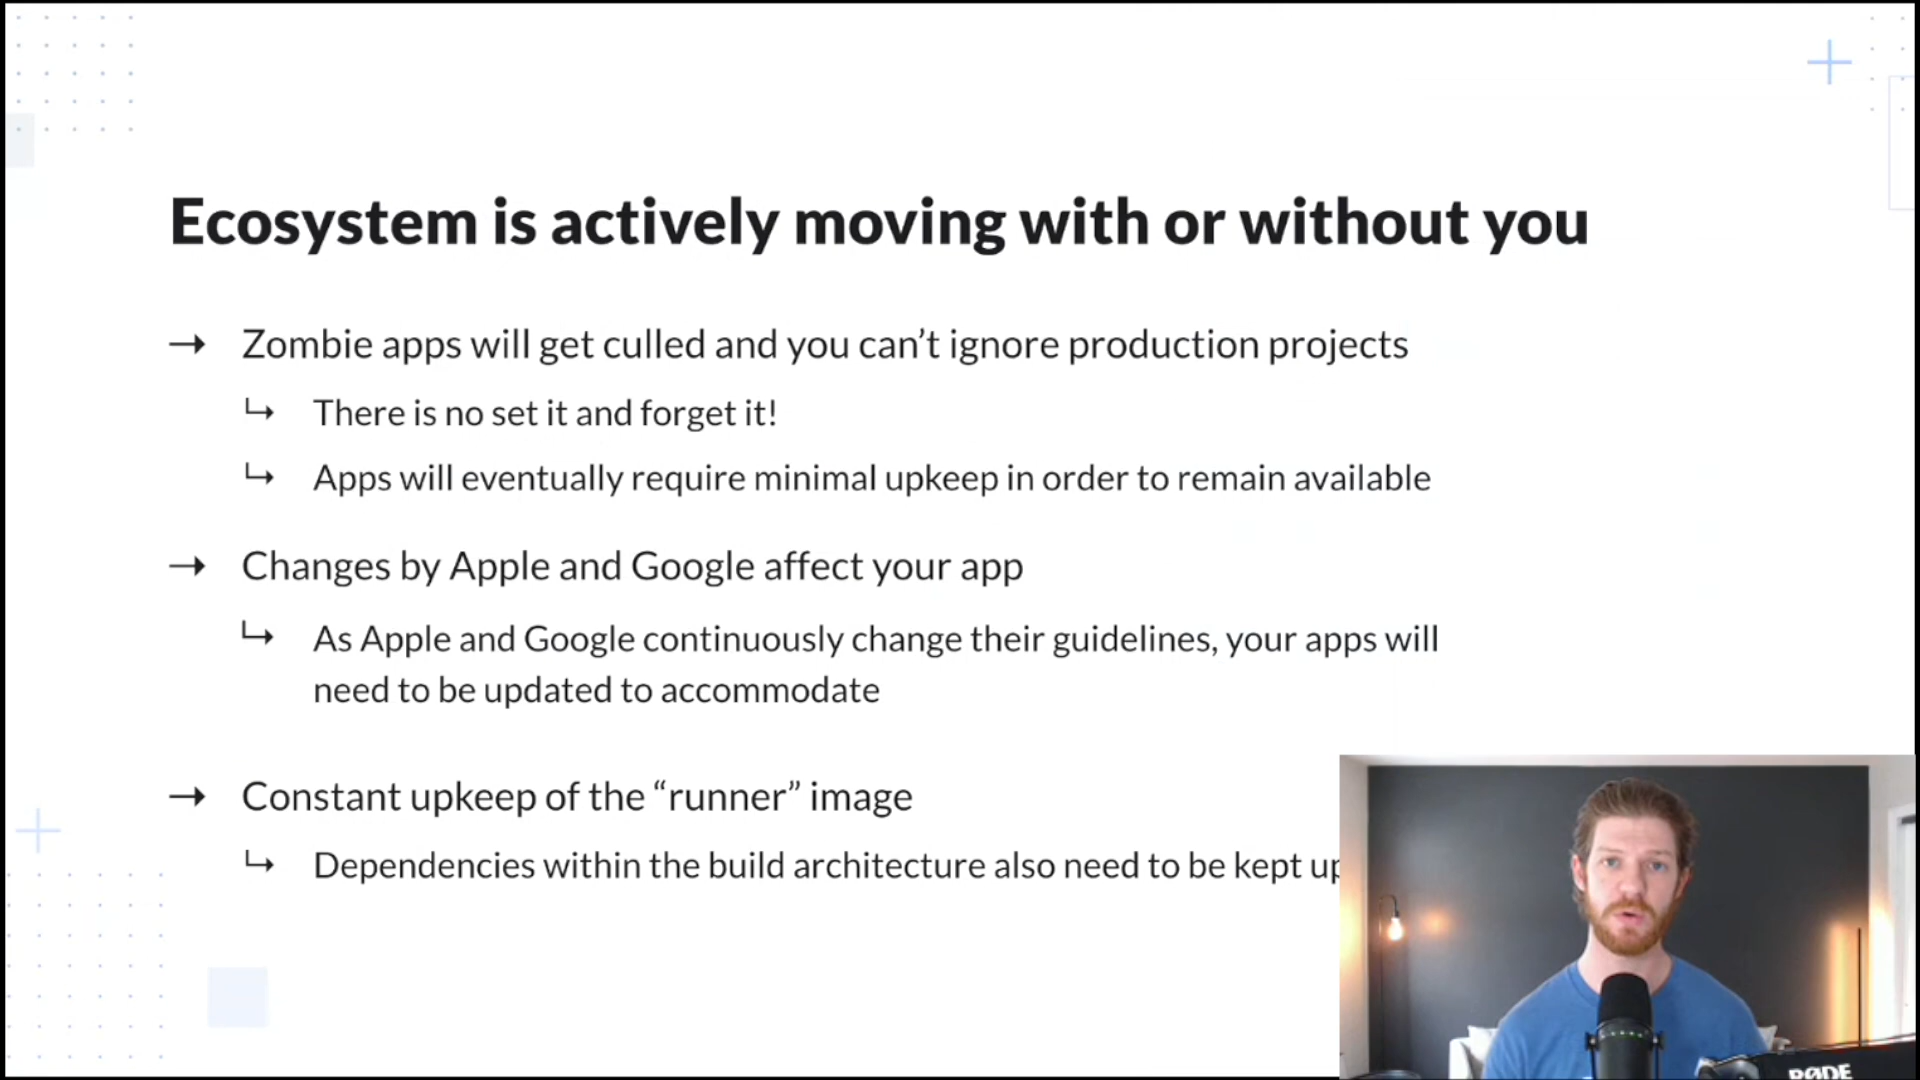 Ecosystem is actively moving with or without you
→ Zombie apps will get culled and you can’t ignore production projects
↳ There is no set it and forget it!
↳ Apps will eventually require minimal upkeep in order to remain available
→ Changes by Apple and Google affect your app
↳ As Apple and Google continuously change their guidelines, your apps will
need to be updated to accommodate
→ Constant upkeep of the “runner” image
↳ Dependencies within the build architecture also need to be kept up
RØDE